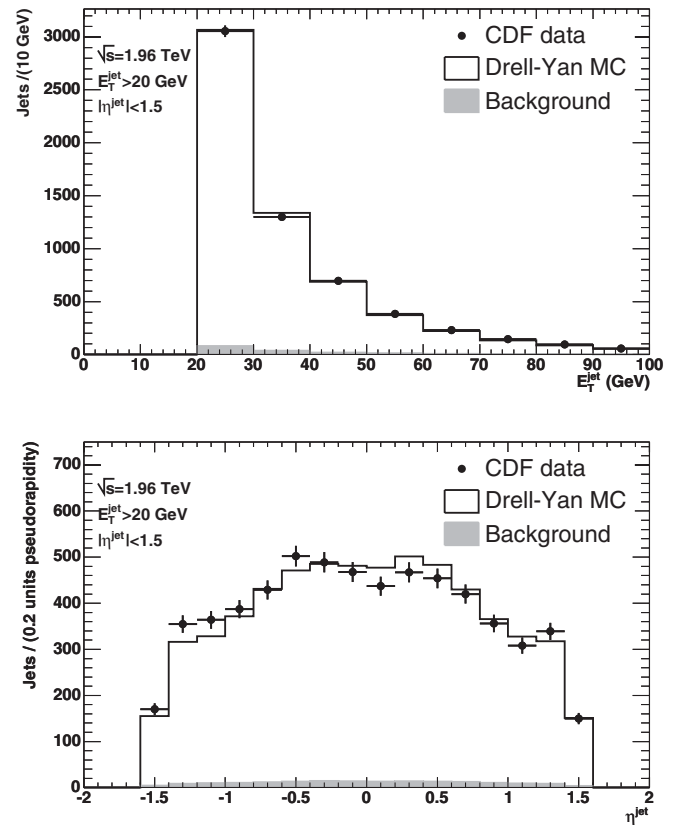 Jets /(10 GeV)
3000
2500
2000
1500
1000
500
0
√s=1.96 TeV
E_T^jet>20 GeV
|η^jet|<1.5
CDF data
Drell-Yan MC
Background
0 10 20 30 40 50 60 70 80 90 100
E_T^jet (GeV)
Jets / (0.2 units pseudorapidity)
700
600
500
400
300
200
100
0
√s=1.96 TeV
E_T^jet>20 GeV
|η^jet|<1.5
CDF data
Drell-Yan MC
Background
-2 -1.5 -1 -0.5 0 0.5 1 1.5 2
η^jet